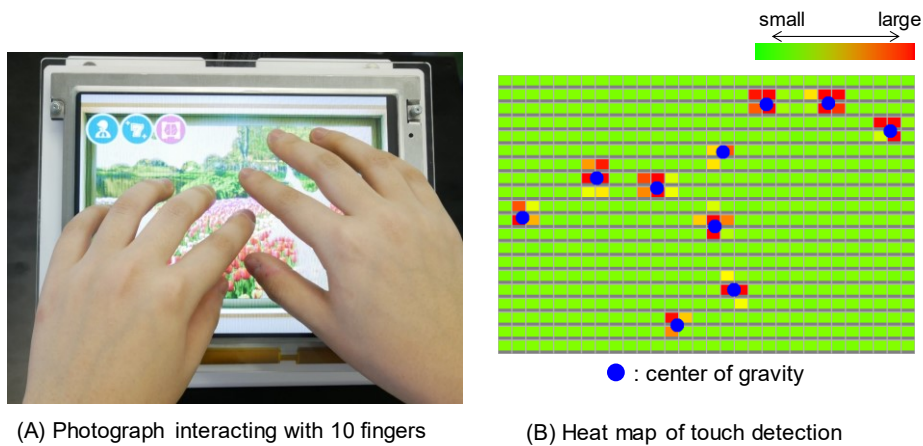 small large
: center of gravity
(A) Photograph interacting with 10 fingers
(B) Heat map of touch detection